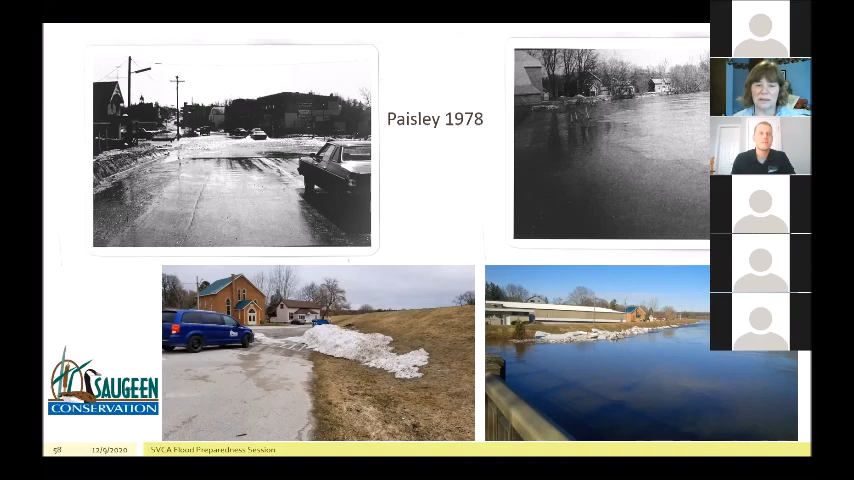 Paisley 1978
SAUGEEN
CONSERVATION
58 12/9/2020 SVCA Flood Preparedness Session